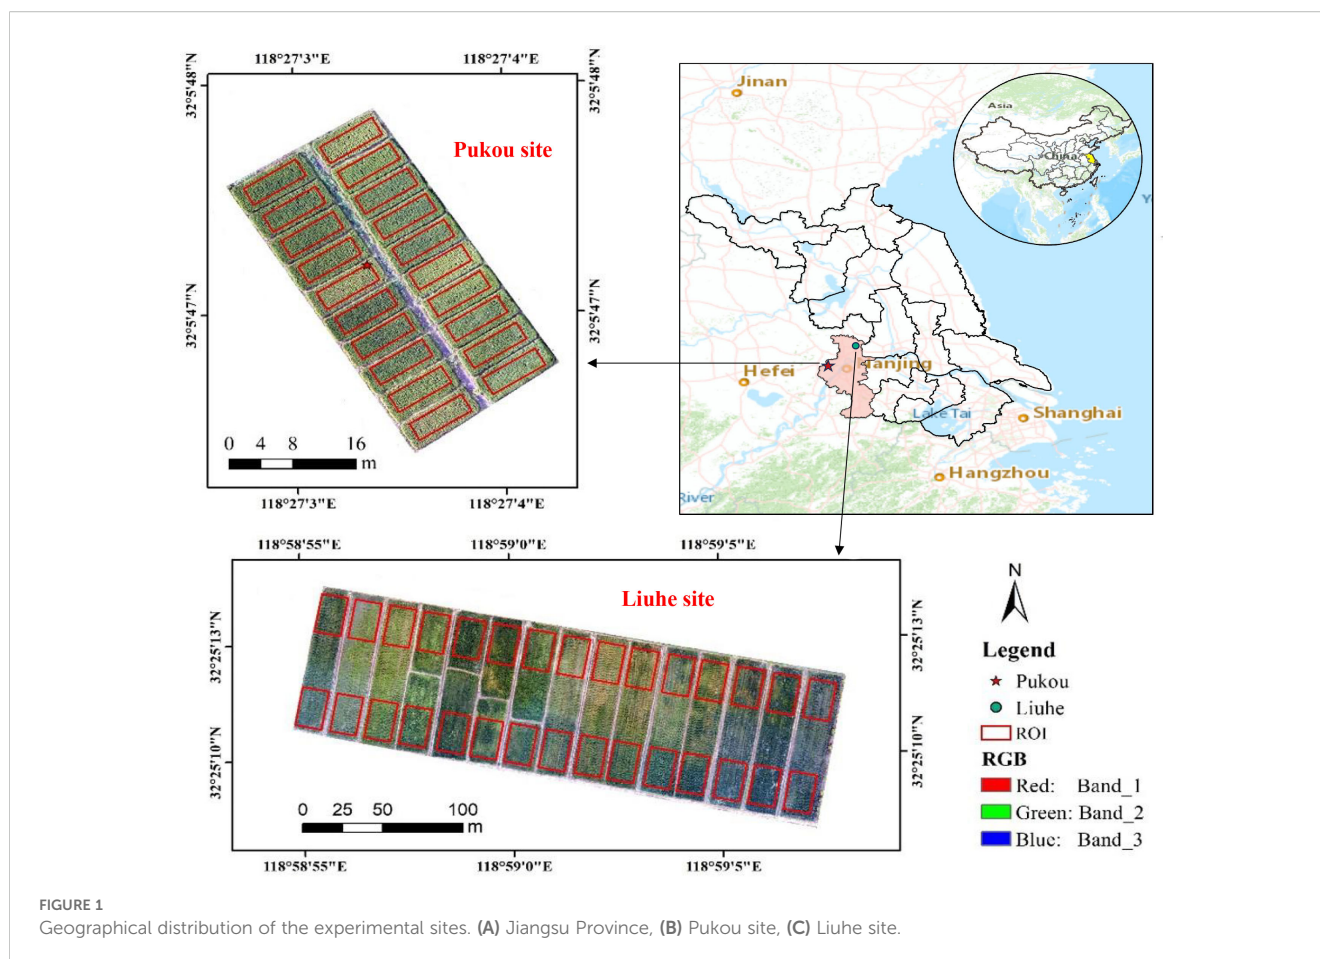 118°27'3"E
118°27'4"E
32°5'48"N
32°5'48"N
Pukou site
32°5'47"N
32°5'47"N
0 4 8 16
m
118°27'3"E
118°27'4"E
Jinan
Asia
China
Hefei
Nanjing
Lake Tai
Shanghai
Hangzhou
River
118°58'55"E
118°59'0"E
118°59'5"E
32°25'13"N
32°25'13"N
Liuhe site
32°25'10"N
32°25'10"N
0 25 50 100
m
118°58'55"E
118°59'0"E
118°59'5"E
N
Legend
Pukou
Liuhe
ROI
RGB
Red: Band_1
Green: Band_2
Blue: Band_3
FIGURE 1
Geographical distribution of the experimental sites. (A) Jiangsu Province, (B) Pukou site, (C) Liuhe site.